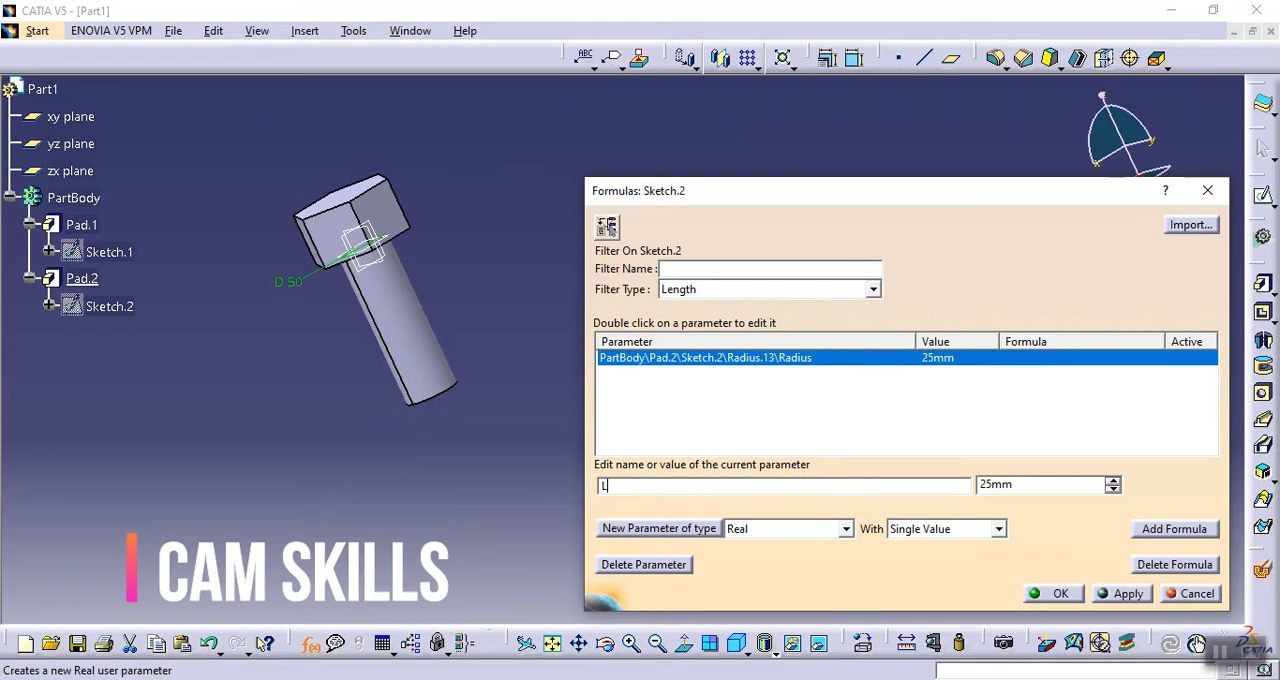 CATIA V5 - [Part1]
Start ENOVIA V5 VPM File Edit View Insert Tools Window Help
ABC
Part1
xy plane
yz plane
zx plane
PartBody
Pad.1
Sketch.1
Pad.2
Sketch.2
D 50
x
y
Formulas: Sketch.2
Import...
Filter On Sketch.2
Filter Name :
Filter Type : Length
Double click on a parameter to edit it
Parameter Value Formula Active
PartBody\Pad.2\Sketch.2\Radius.13\Radius 25mm
Edit name or value of the current parameter
L 25mm
New Parameter of type Real With Single Value Add Formula
Delete Parameter Delete Formula
OK Apply Cancel
CAM SKILLS
f(x)
CATIA
Creates a new Real user parameter